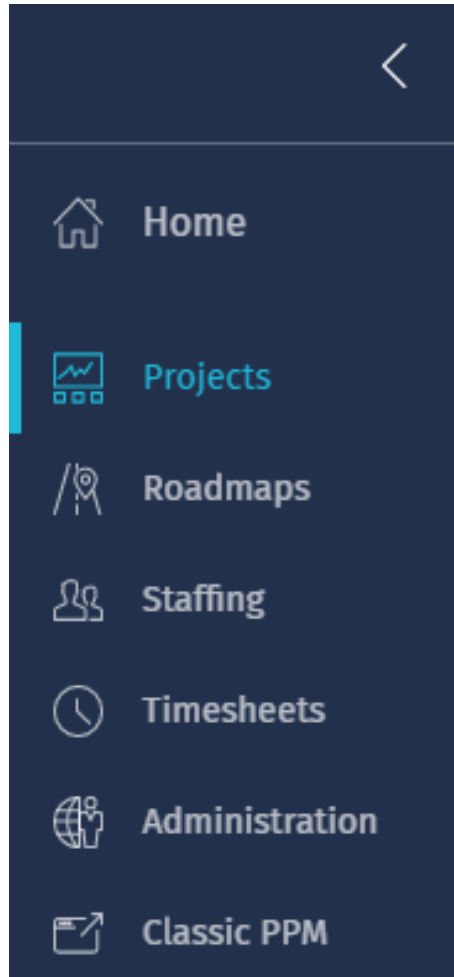 Home
Projects
Roadmaps
Staffing
Timesheets
Administration
Classic PPM